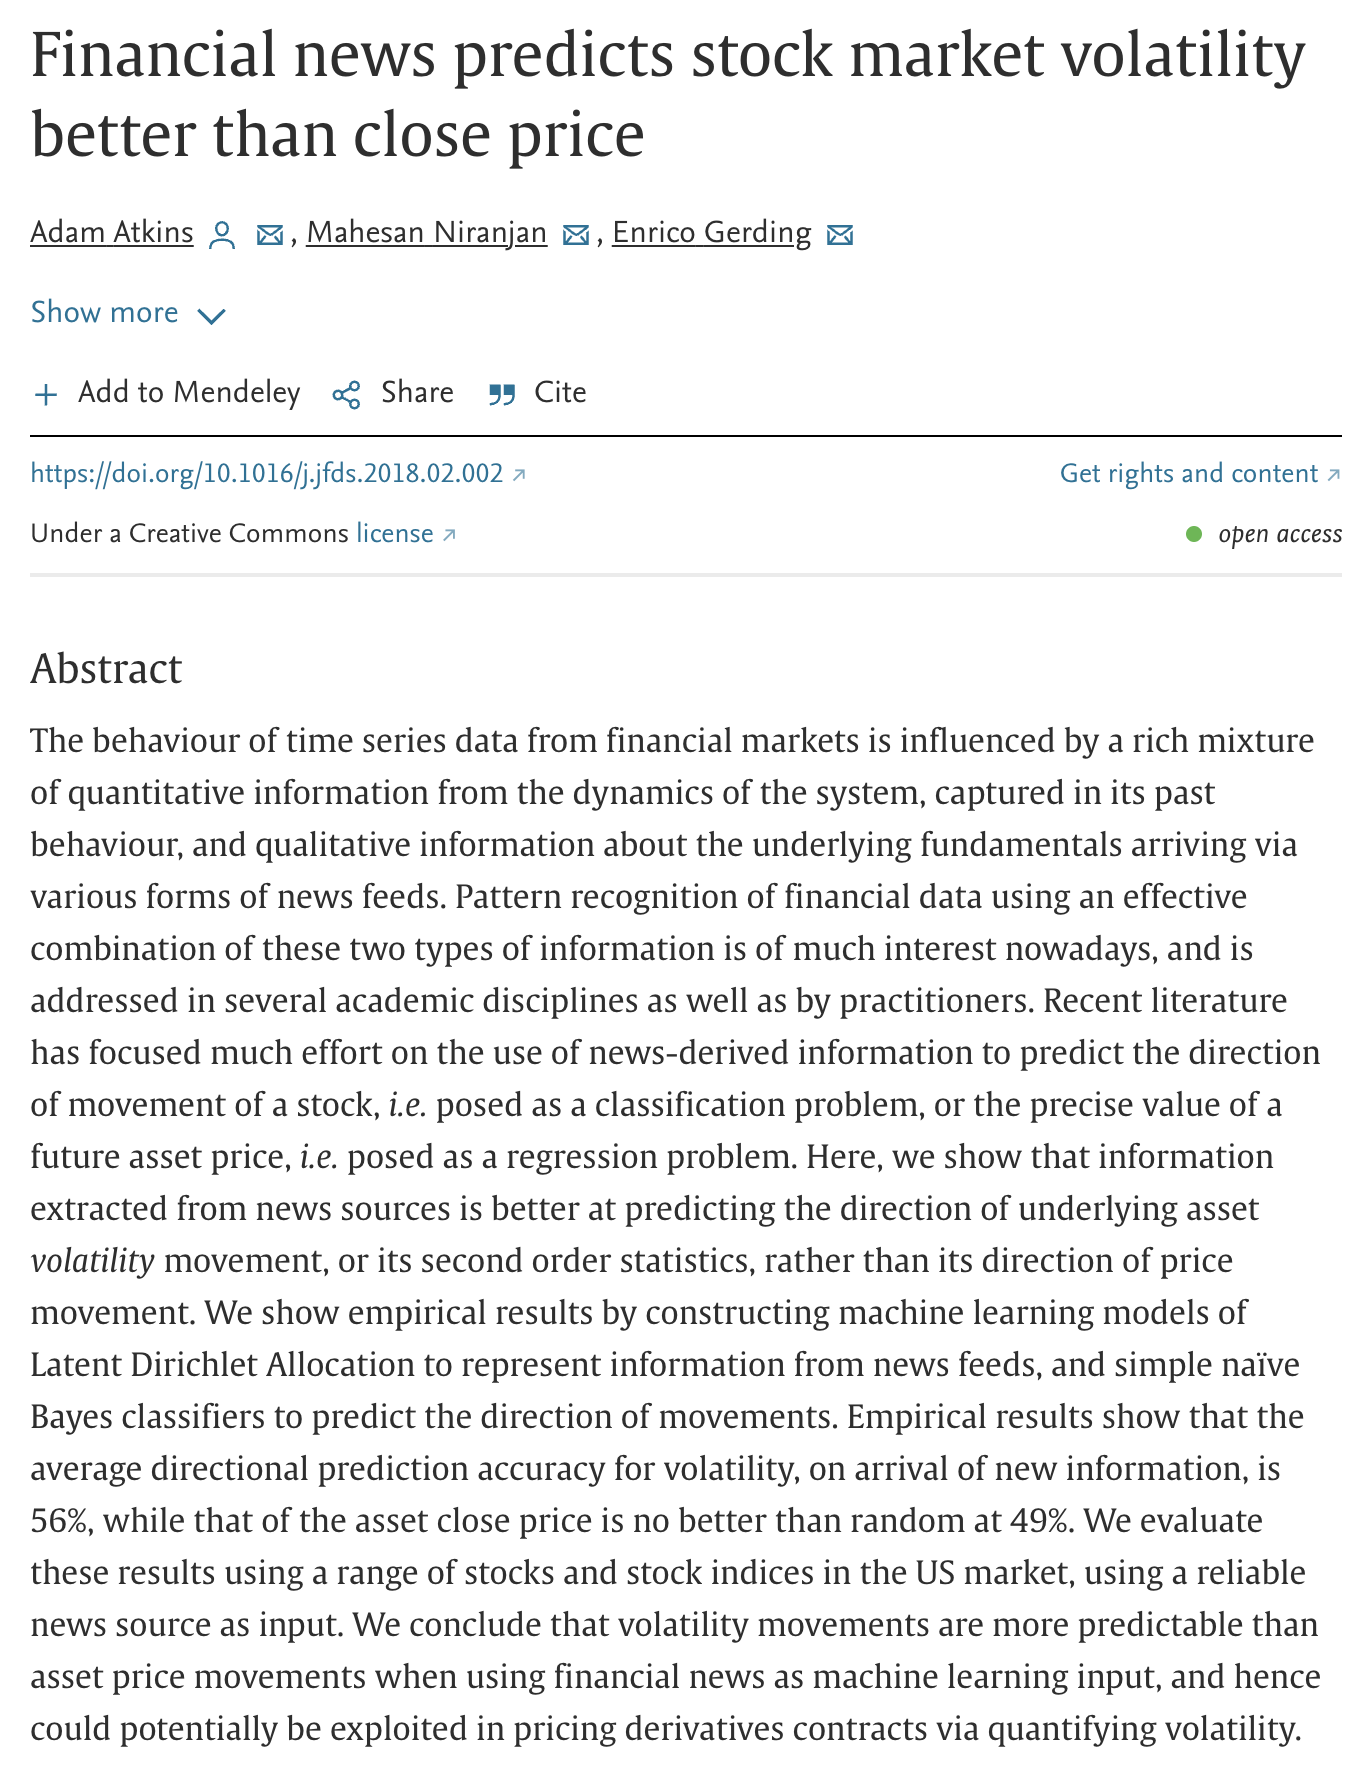 Financial news predicts stock market volatility
better than close price
Adam Atkins , Mahesan Niranjan , Enrico Gerding
Show more
Add to Mendeley Share Cite
https://doi.org/10.1016/j.jfds.2018.02.002 Get rights and content
Under a Creative Commons license open access
Abstract
The behaviour of time series data from financial markets is influenced by a rich mixture
of quantitative information from the dynamics of the system, captured in its past
behaviour, and qualitative information about the underlying fundamentals arriving via
various forms of news feeds. Pattern recognition of financial data using an effective
combination of these two types of information is of much interest nowadays, and is
addressed in several academic disciplines as well as by practitioners. Recent literature
has focused much effort on the use of news-derived information to predict the direction
of movement of a stock, i.e. posed as a classification problem, or the precise value of a
future asset price, i.e. posed as a regression problem. Here, we show that information
extracted from news sources is better at predicting the direction of underlying asset
volatility movement, or its second order statistics, rather than its direction of price
movement. We show empirical results by constructing machine learning models of
Latent Dirichlet Allocation to represent information from news feeds, and simple naïve
Bayes classifiers to predict the direction of movements. Empirical results show that the
average directional prediction accuracy for volatility, on arrival of new information, is
56%, while that of the asset close price is no better than random at 49%. We evaluate
these results using a range of stocks and stock indices in the US market, using a reliable
news source as input. We conclude that volatility movements are more predictable than
asset price movements when using financial news as machine learning input, and hence
could potentially be exploited in pricing derivatives contracts via quantifying volatility.